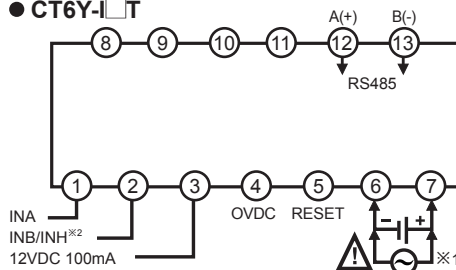 ● CT6Y-I□T
A(+) B(-)
8 9 10 11 12 13
RS485
1 2 3 4 5 6 7
INA
INB/INH※2
12VDC 100mA
0VDC RESET
- +
※1